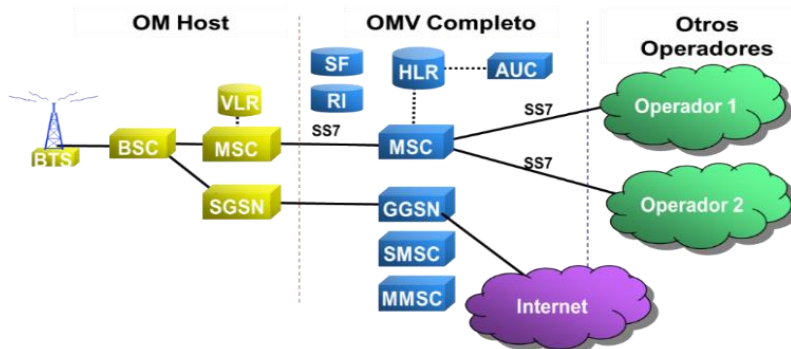 OM Host
OMV Completo
Otros
Operadores
SF
HLR
AUC
VLR
RI
Operador 1
SS7
BTS
BSC
MSC
SS7
MSC
SS7
SGSN
GGSN
Operador 2
SMSC
Internet
MMSC